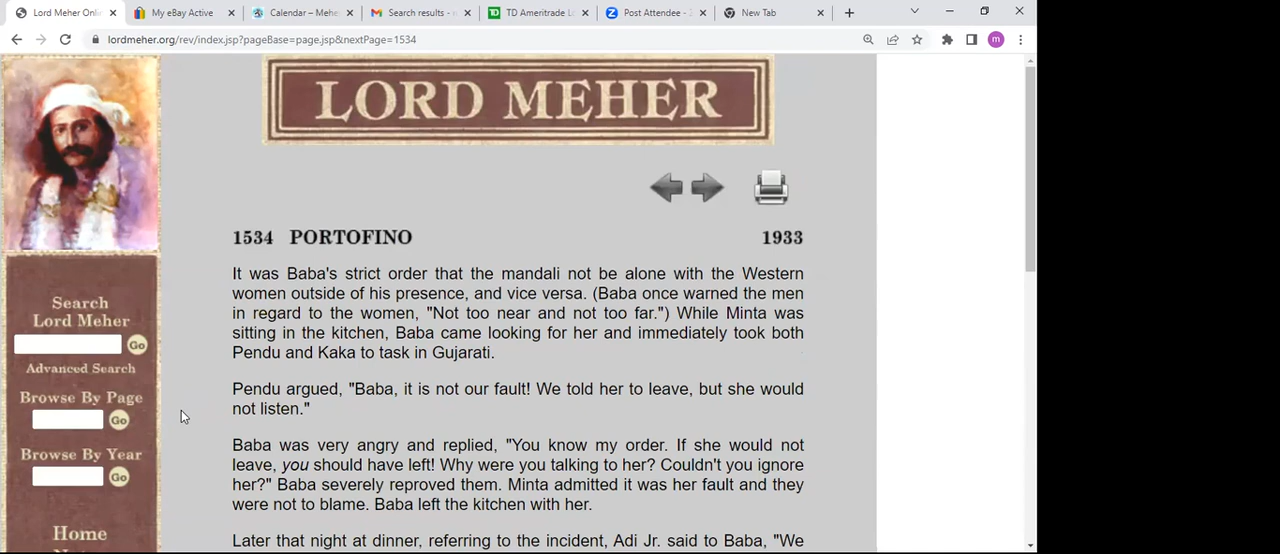 Lord Meher Onli
My eBay Active
Calendar – Mehe
Search results -
TD Ameritrade Lo
Post Attendee - Z
New Tab
lordmeher.org/rev/index.jsp?pageBase=page.jsp&nextPage=1534
m
LORD MEHER
1534 PORTOFINO 1933
It was Baba's strict order that the mandali not be alone with the Western
women outside of his presence, and vice versa. (Baba once warned the men
in regard to the women, "Not too near and not too far.") While Minta was
sitting in the kitchen, Baba came looking for her and immediately took both
Pendu and Kaka to task in Gujarati.
Pendu argued, "Baba, it is not our fault! We told her to leave, but she would
not listen."
Baba was very angry and replied, "You know my order. If she would not
leave, you should have left! Why were you talking to her? Couldn't you ignore
her?" Baba severely reproved them. Minta admitted it was her fault and they
were not to blame. Baba left the kitchen with her.
Later that night at dinner, referring to the incident, Adi Jr. said to Baba, "We
Search
Lord Meher
Go
Advanced Search
Browse By Page
Go
Browse By Year
Go
Home